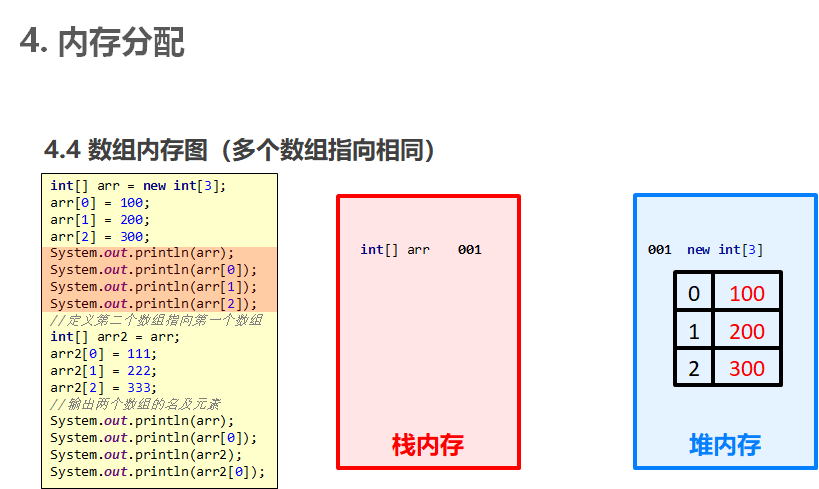 4. 内存分配
4.4 数组内存图（多个数组指向相同）
int[] arr = new int[3];
arr[0] = 100;
arr[1] = 200;
arr[2] = 300;
System.out.println(arr);
System.out.println(arr[0]);
System.out.println(arr[1]);
System.out.println(arr[2]);
//定义第二个数组指向第一个数组
int[] arr2 = arr;
arr2[0] = 111;
arr2[1] = 222;
arr2[2] = 333;
//输出两个数组的名及元素
System.out.println(arr);
System.out.println(arr[0]);
System.out.println(arr2);
System.out.println(arr2[0]);
int[] arr 001
栈内存
001 new int[3]
0 100
1 200
2 300
堆内存